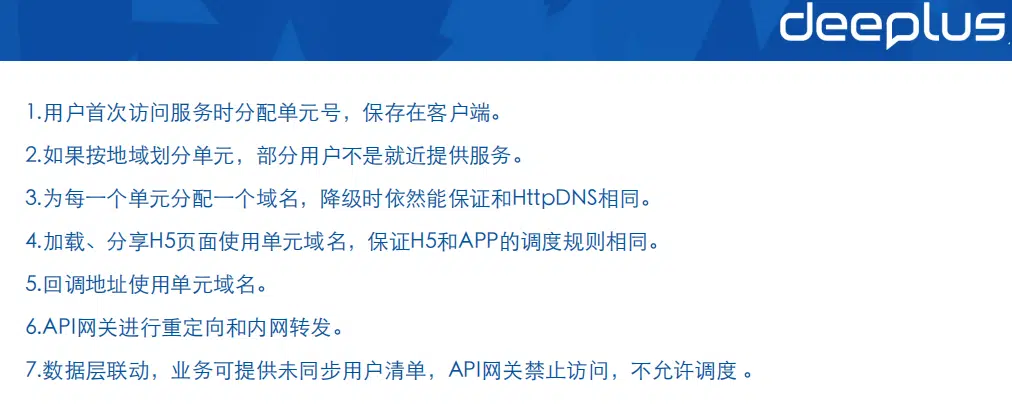 deeplus
1.用户首次访问服务时分配单元号，保存在客户端。
2.如果按地域划分单元，部分用户不是就近提供服务。
3.为每一个单元分配一个域名，降级时依然能保证和HttpDNS相同。
4.加载、分享H5页面使用单元域名，保证H5和APP的调度规则相同。
5.回调地址使用单元域名。
6.API网关进行重定向和内网转发。
7.数据层联动，业务可提供未同步用户清单，API网关禁止访问，不允许调度 。